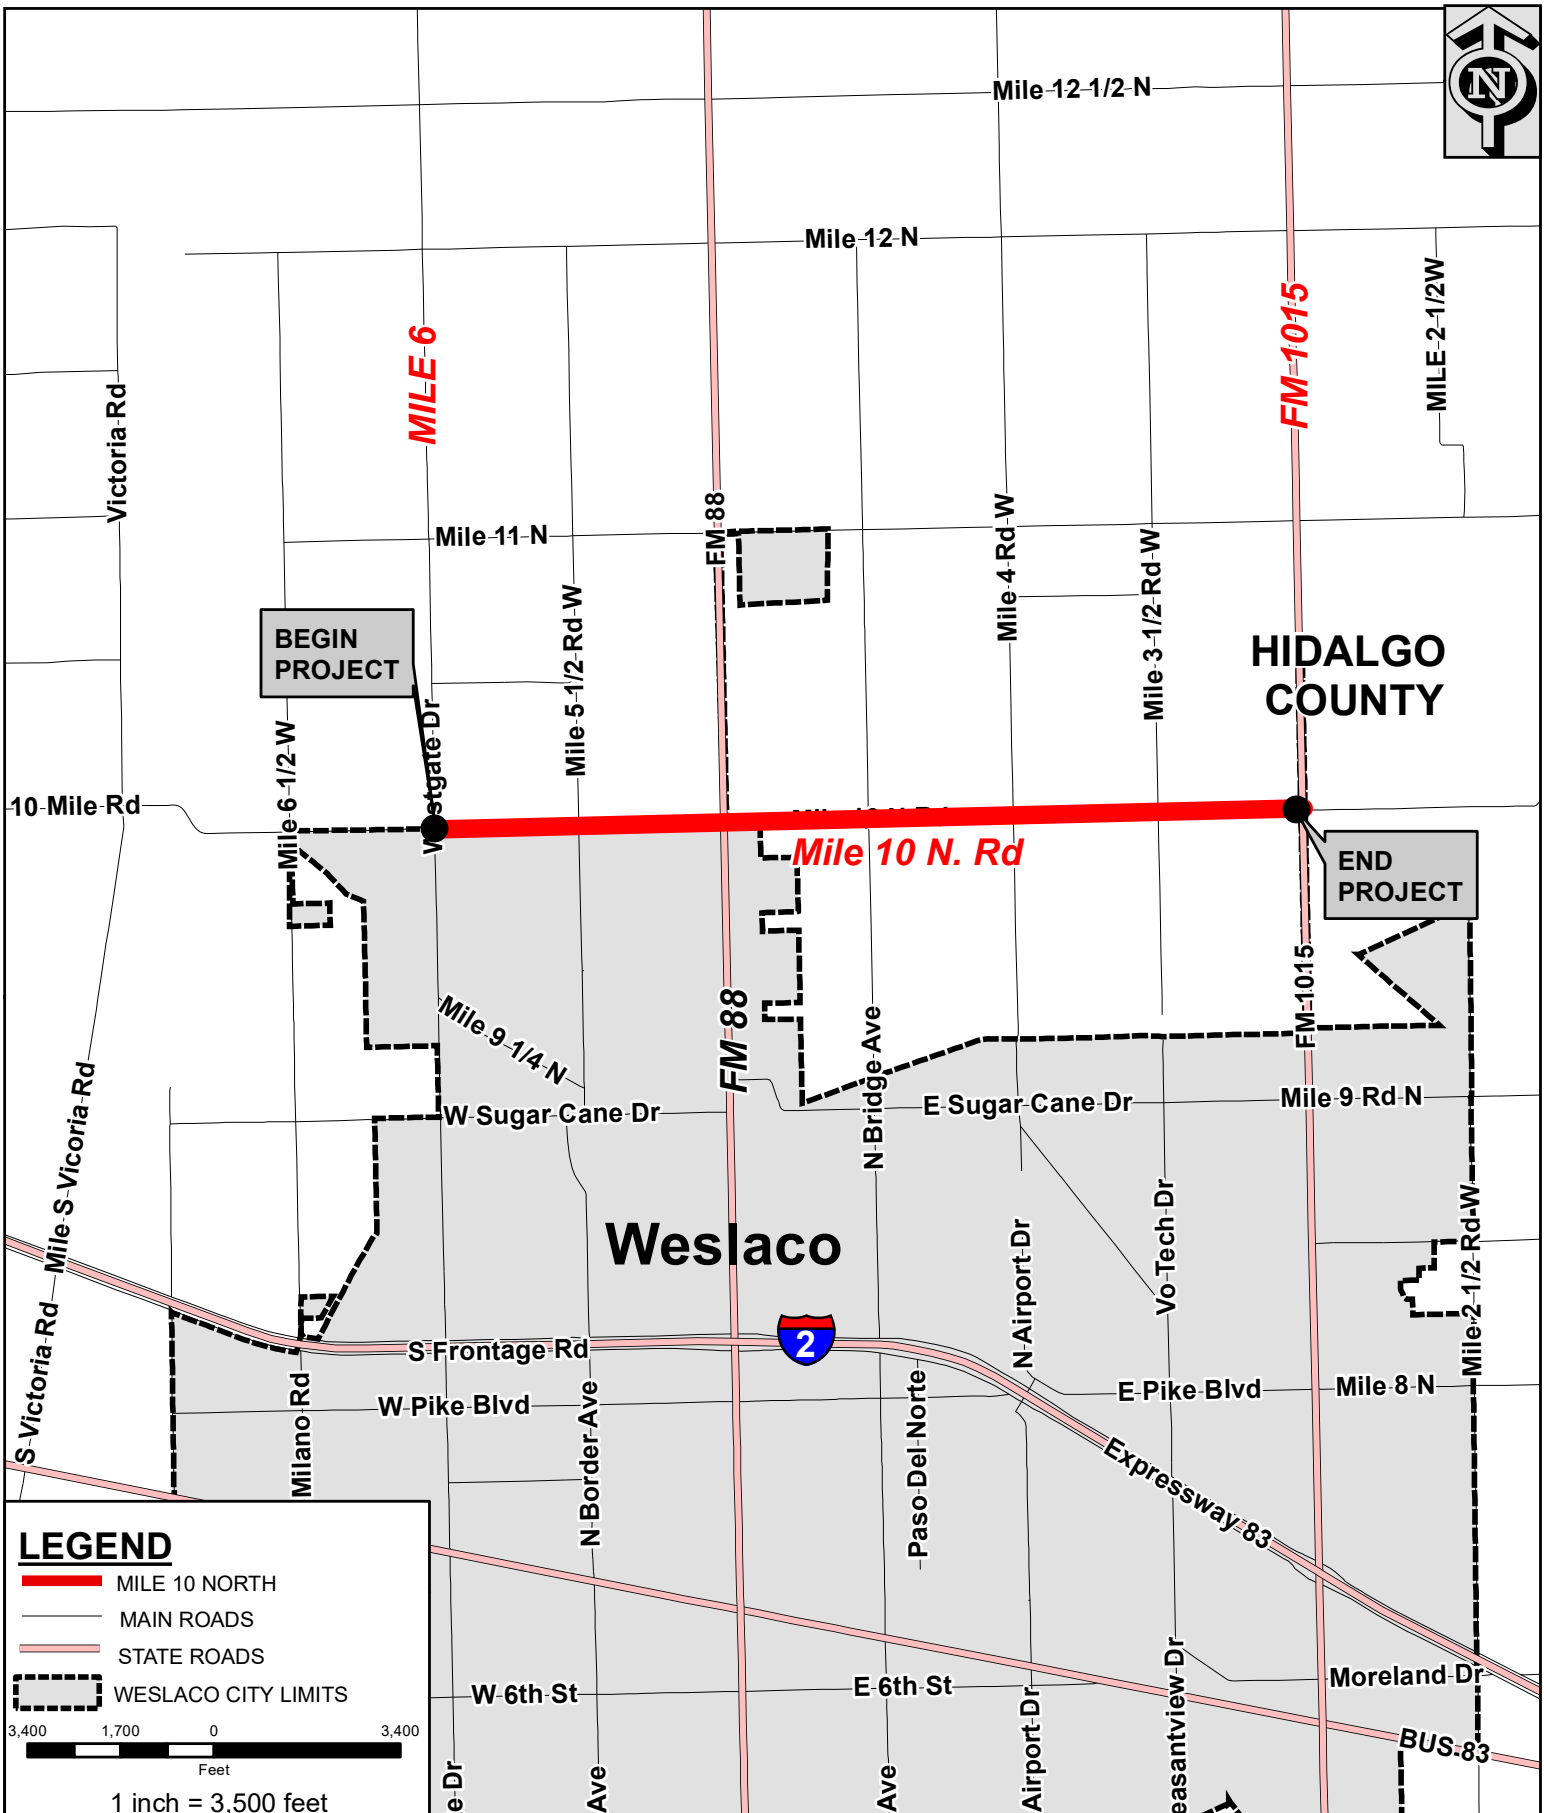 N
Mile 12 1/2 N
Mile 12 N
MILE 6
FM 1015
MILE 2 1/2W
Victoria Rd
Mile 11 N
FM 88
Mile 4 Rd W
Mile 3 1/2 Rd W
Mile 5 1/2 Rd W
BEGIN
PROJECT
HIDALGO
COUNTY
Mile 6 1/2 W
10 Mile Rd
Mile 10 N. Rd
END
PROJECT
FM 1015
Mile 9 1/4 N
FM 88
N Bridge Ave
W Sugar Cane Dr
E Sugar Cane Dr
Mile 9 Rd N
Mile S Vicoria Rd
Weslaco
Vo Tech Dr
N Airport Dr
Mile 2 1/2 Rd W
S Victoria Rd
S Frontage Rd
2
W Pike Blvd
E Pike Blvd
Mile 8 N
Milano Rd
N Border Ave
Paso Del Norte
Expressway 83
W 6th St
E 6th St
Moreland Dr
BUS 83
Airport Dr
easantview Dr
e Dr
Ave
Ave
LEGEND
MILE 10 NORTH
MAIN ROADS
STATE ROADS
WESLACO CITY LIMITS
3,400 1,700 0 3,400
Feet
1 inch = 3,500 feet